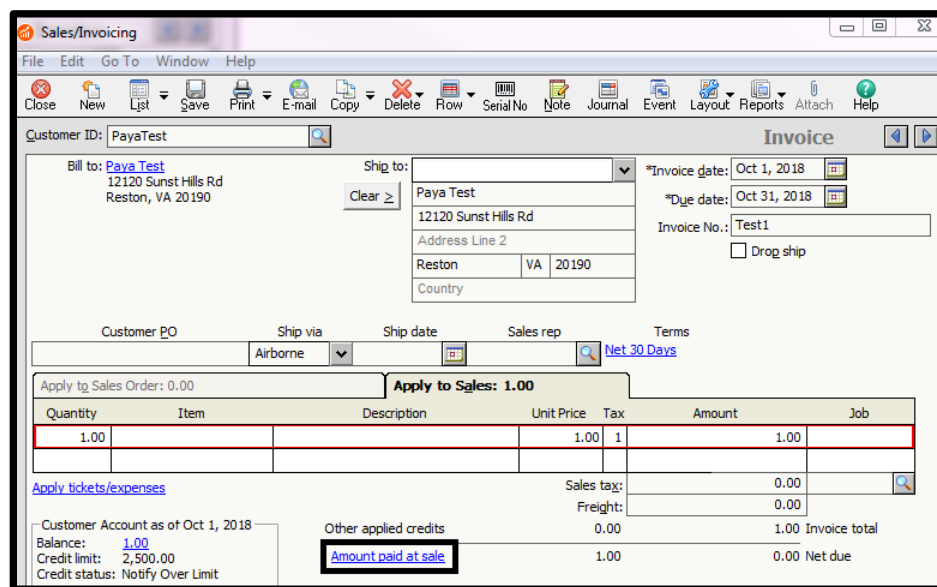 Sales/Invoicing
File Edit Go To Window Help
Close New List Save Print E-mail Copy Delete Row Serial No Note Journal Event Layout Reports Attach Help
Customer ID: PayaTest Invoice
Bill to: Paya Test
12120 Sunst Hills Rd
Reston, VA 20190
Ship to:
Clear >
Paya Test
12120 Sunst Hills Rd
Address Line 2
Reston VA 20190
Country
*Invoice date: Oct 1, 2018
*Due date: Oct 31, 2018
Invoice No.: Test1
Drop ship
Customer PO Ship via Ship date Sales rep Terms
Airborne Net 30 Days
Apply to Sales Order: 0.00 Apply to Sales: 1.00
Quantity Item Description Unit Price Tax Amount Job
1.00 1.00 1 1.00
Apply tickets/expenses
Sales tax: 0.00
Freight: 0.00
Customer Account as of Oct 1, 2018
Balance: 1.00
Credit limit: 2,500.00
Credit status: Notify Over Limit
Other applied credits 0.00 1.00 Invoice total
Amount paid at sale 1.00 0.00 Net due